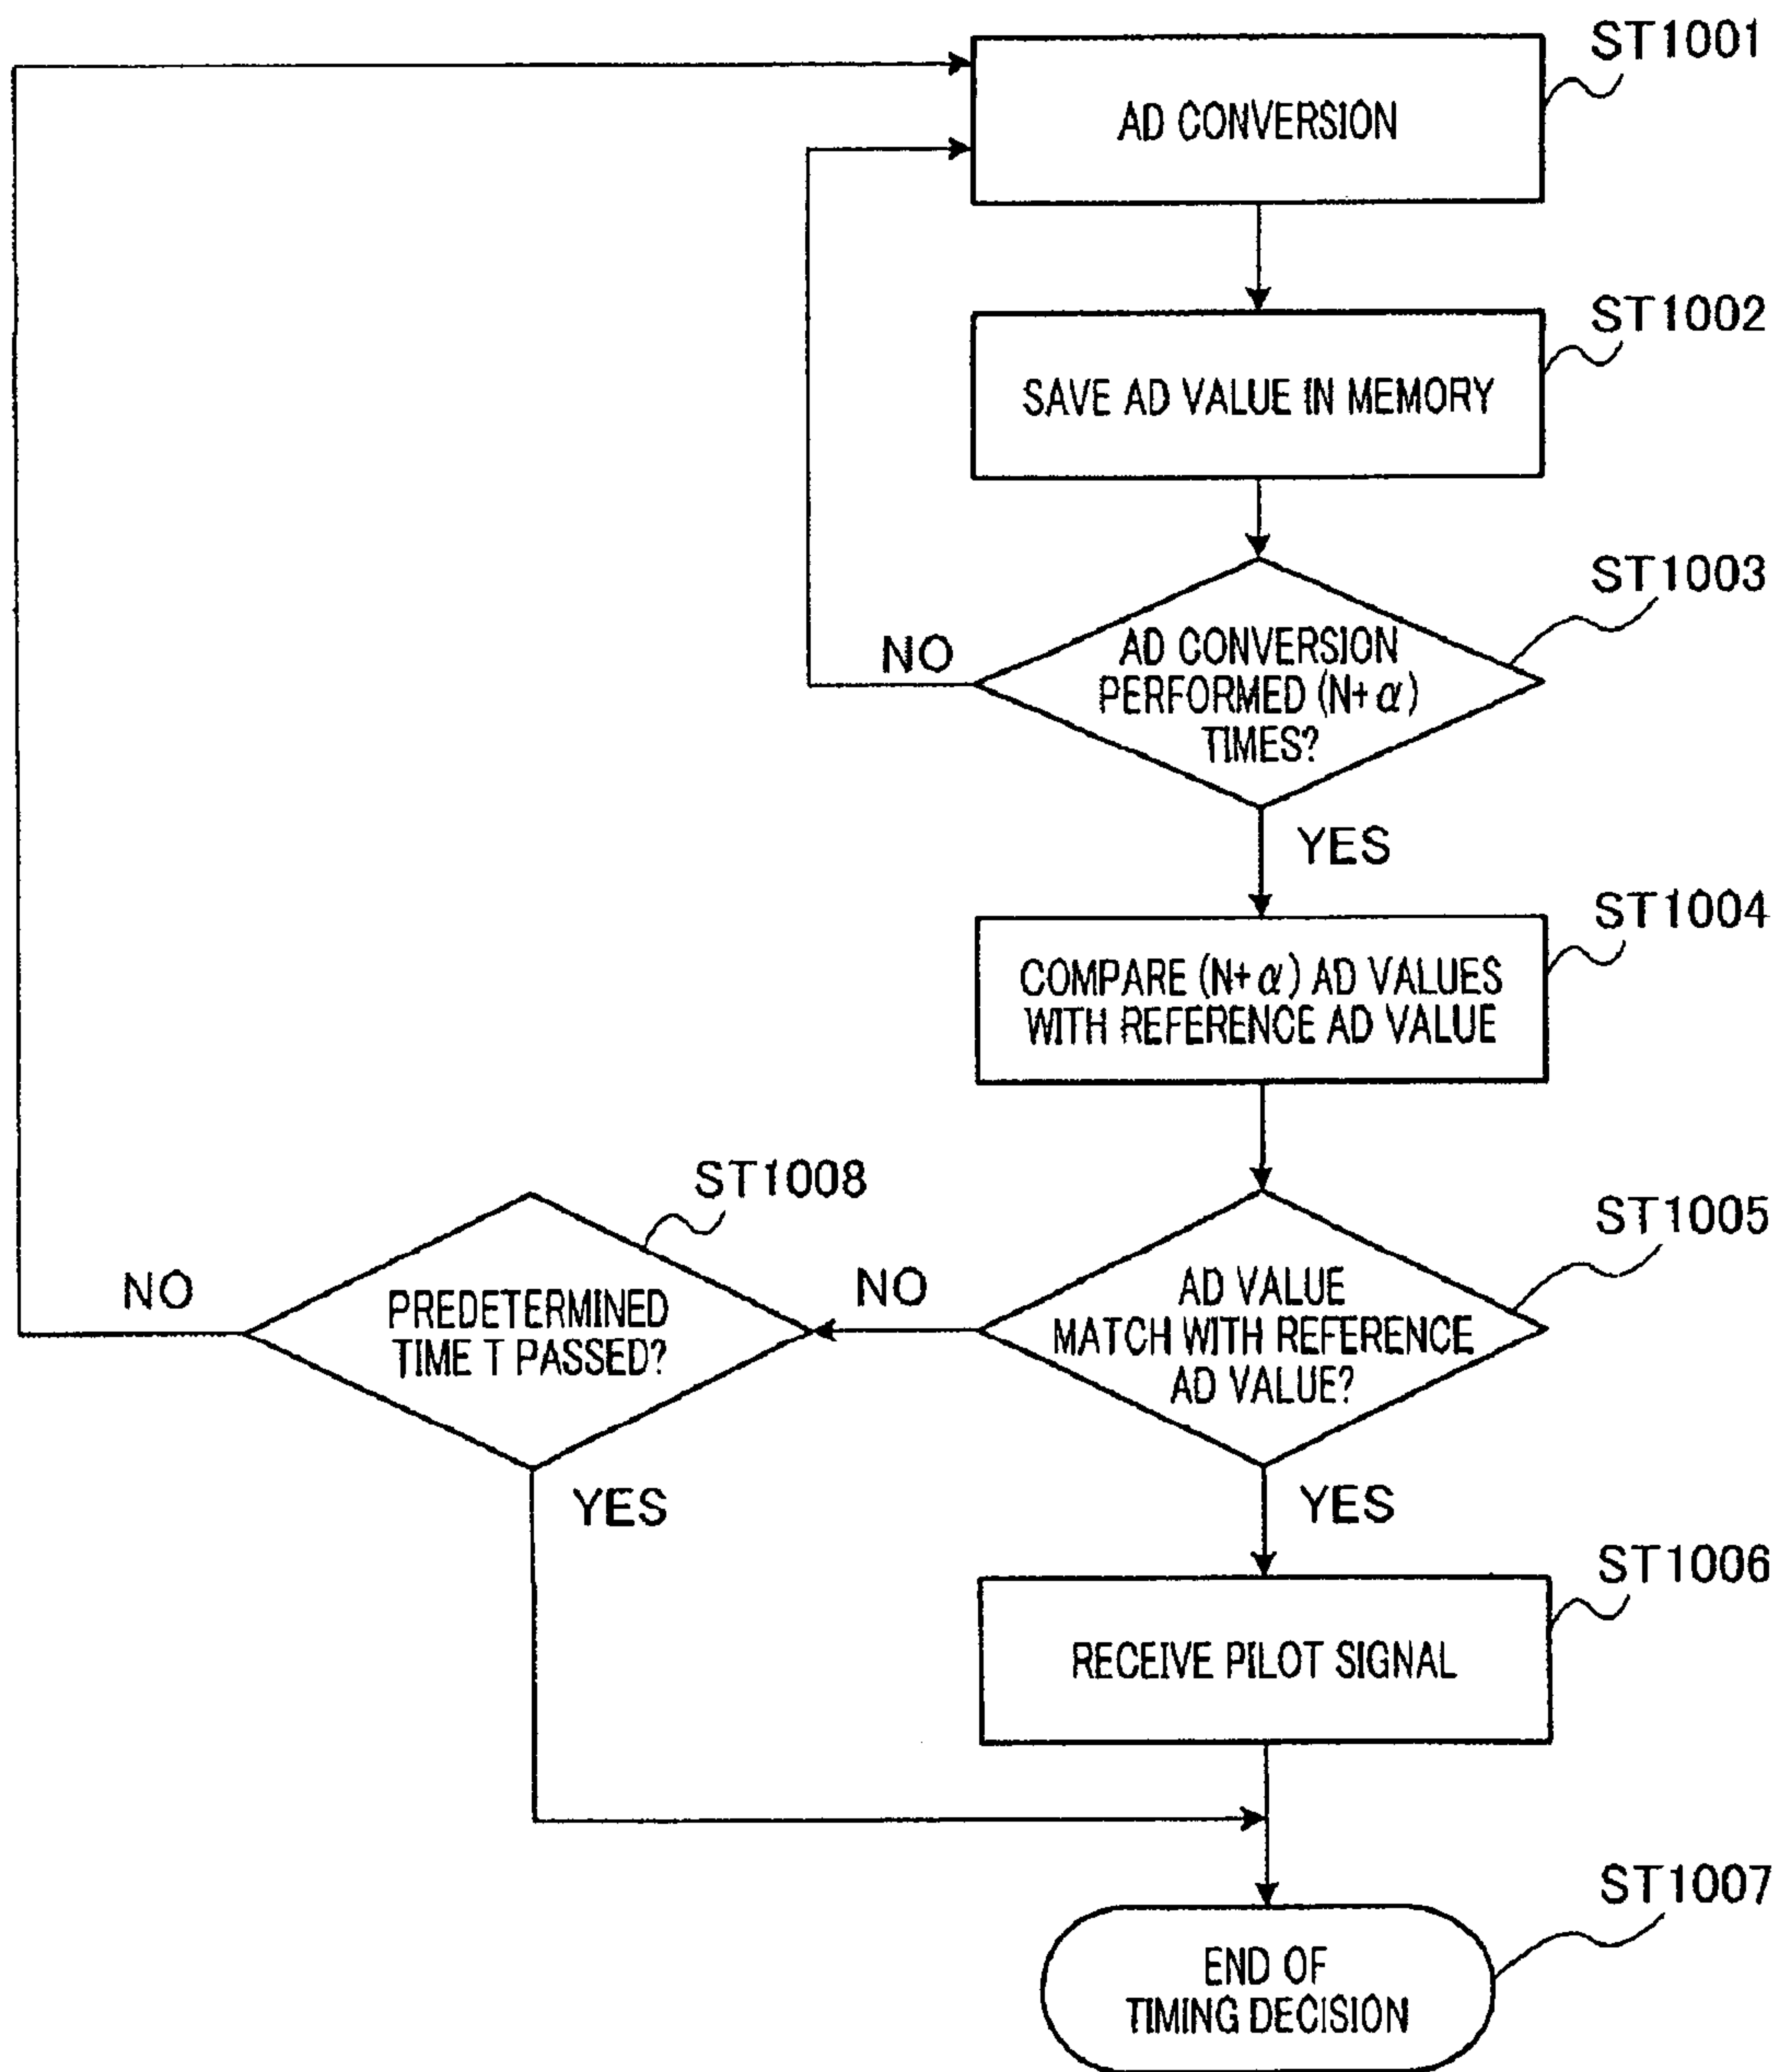 ST1001
AD CONVERSION
ST1002
SAVE AD VALUE IN MEMORY
ST1003
AD CONVERSION
PERFORMED (N+α)
TIMES?
NO
YES
ST1004
COMPARE (N+α) AD VALUES
WITH REFERENCE AD VALUE
ST1008
PREDETERMINED
TIME T PASSED?
NO
YES
ST1005
NO
AD VALUE
MATCH WITH REFERENCE
AD VALUE?
YES
ST1006
RECEIVE PILOT SIGNAL
ST1007
END OF
TIMING DECISION